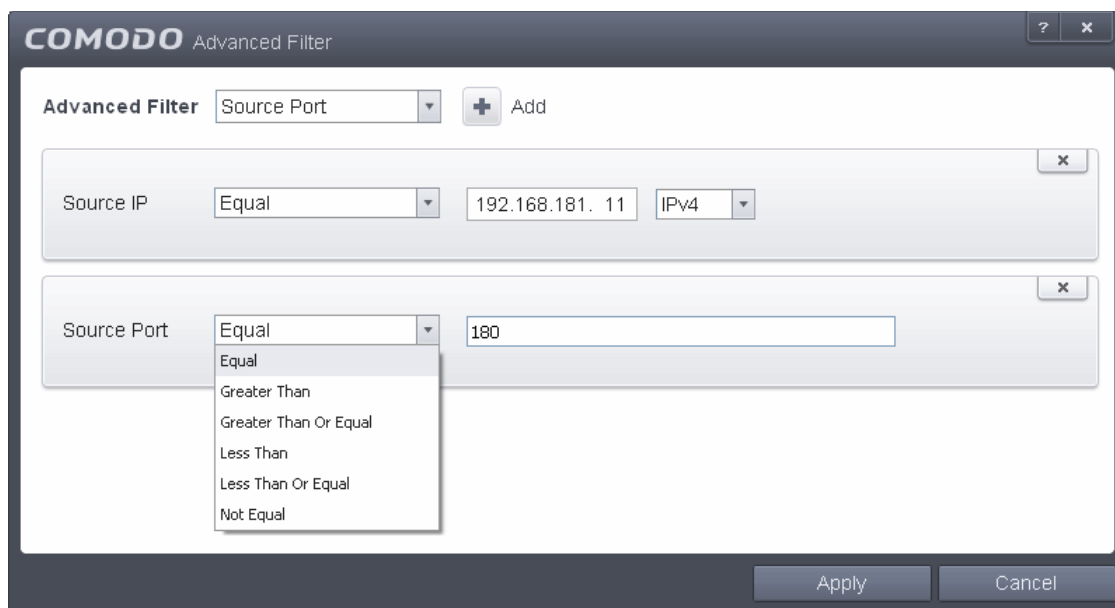 COMODO Advanced Filter ? x
Advanced Filter Source Port + Add
x
Source IP Equal 192.168.181. 11 IPv4
x
Source Port Equal 180
Equal
Greater Than
Greater Than Or Equal
Less Than
Less Than Or Equal
Not Equal
Apply Cancel